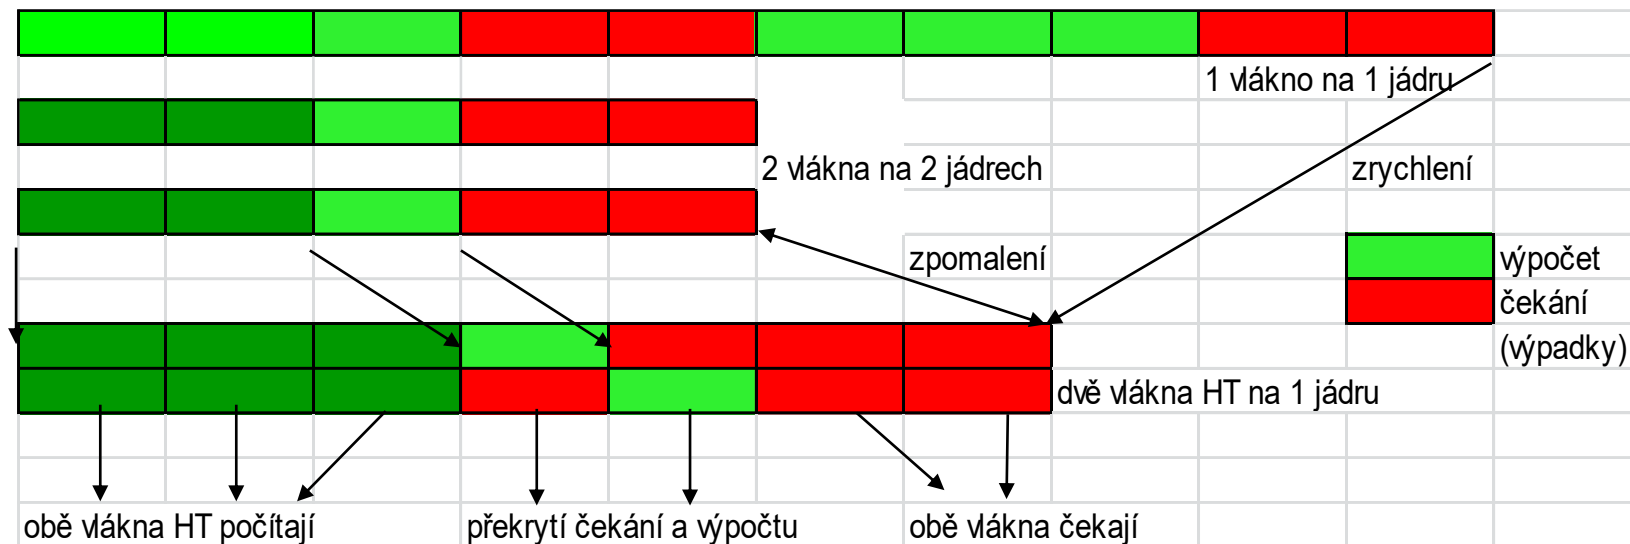 1 vlákno na 1 jádru
2 vlákna na 2 jádrech
zrychlení
zpomalení
výpočet
čekání
(výpadky)
dvě vlákna HT na 1 jádru
obě vlákna HT počítají
překrytí čekání a výpočtu
obě vlákna čekají